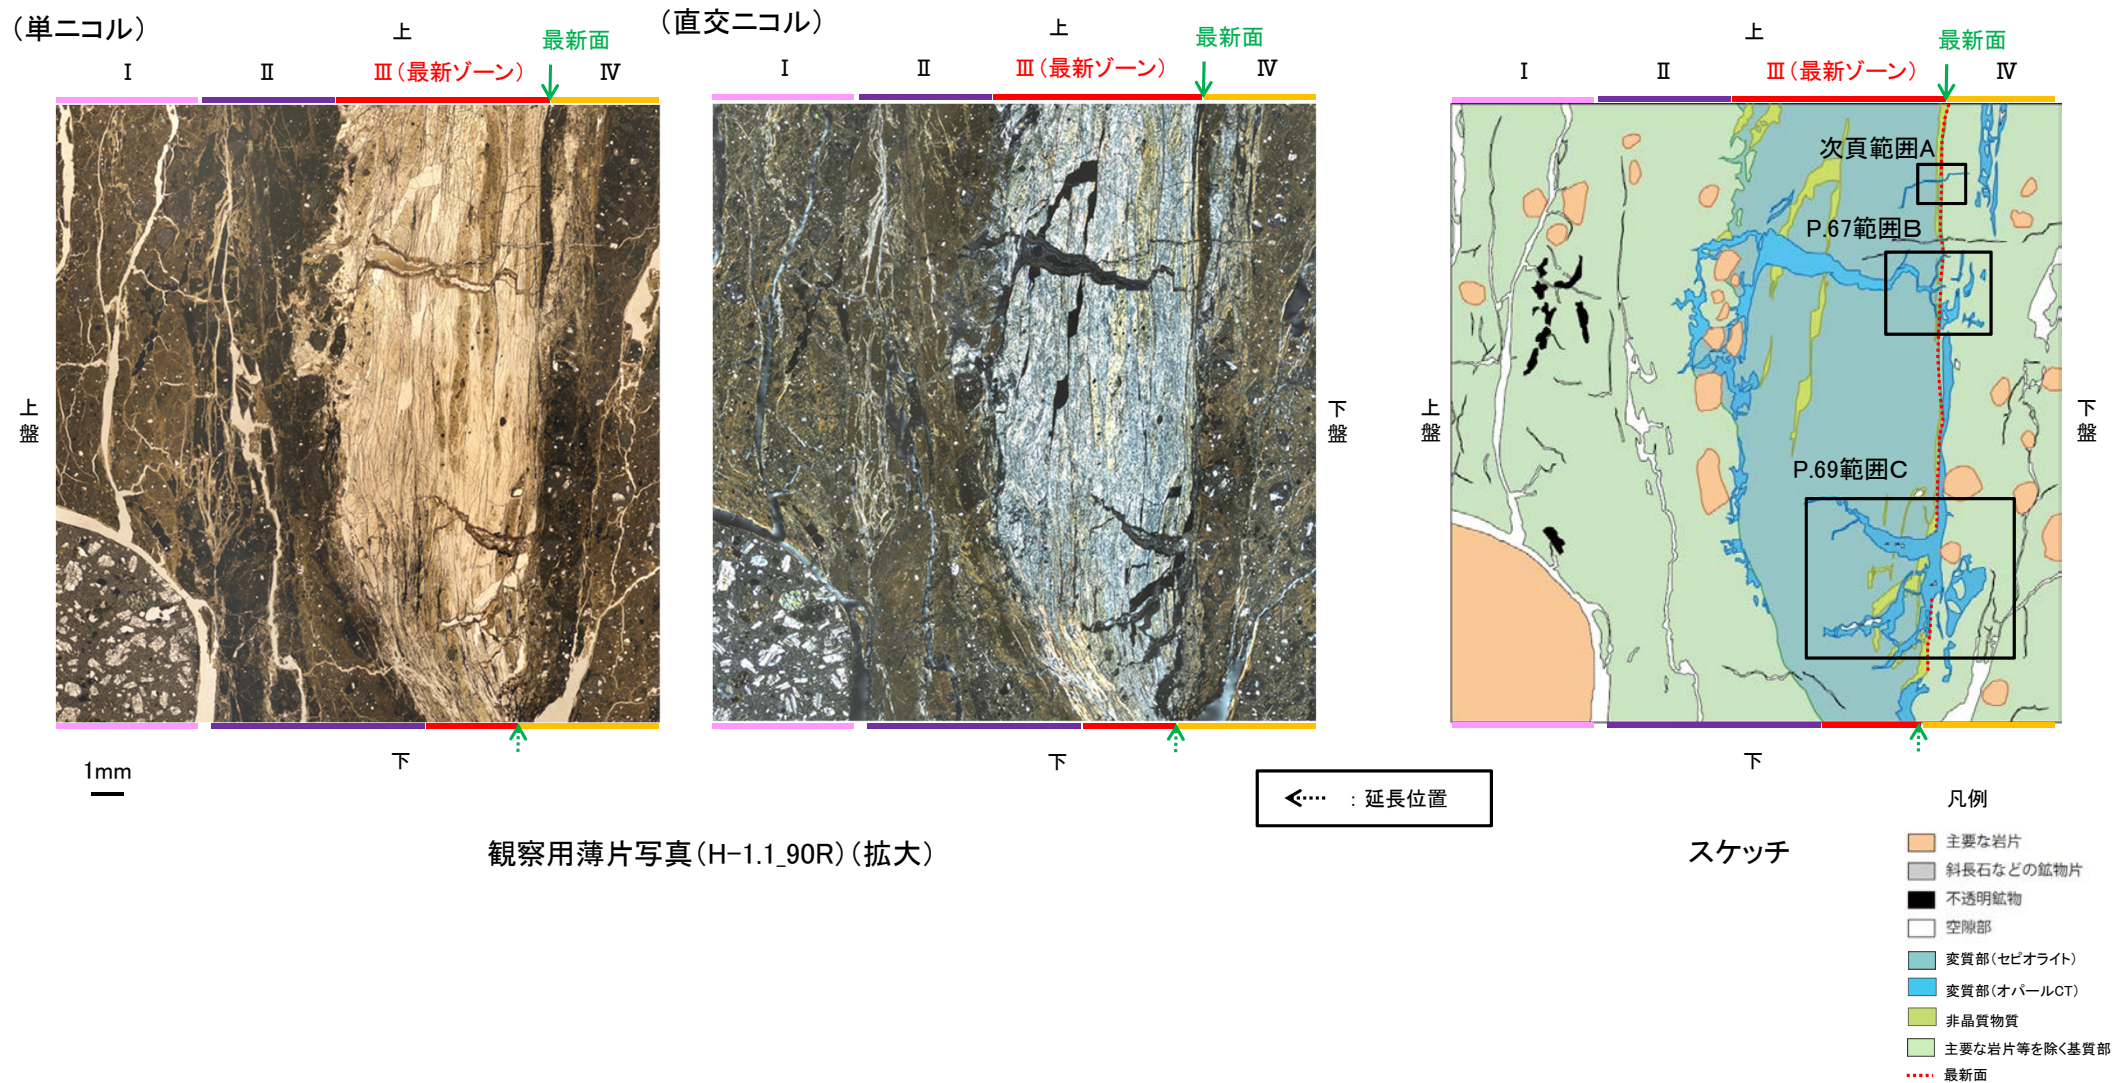 (単ニコル)
上
最新面
Ⅰ
Ⅱ
Ⅲ(最新ゾーン)
Ⅳ
上盤
下
1mm
(直交ニコル)
上
最新面
Ⅰ
Ⅱ
Ⅲ(最新ゾーン)
Ⅳ
下盤
下
上
最新面
Ⅰ
Ⅱ
Ⅲ(最新ゾーン)
Ⅳ
次頁範囲A
P.67範囲B
P.69範囲C
上盤
下盤
下
:延長位置
観察用薄片写真(H-1.1_90R)(拡大)
スケッチ
凡例
主要な岩片
斜長石などの鉱物片
不透明鉱物
空隙部
変質部(セピオライト)
変質部(オパールCT)
非晶質物質
主要な岩片等を除く基質部
最新面